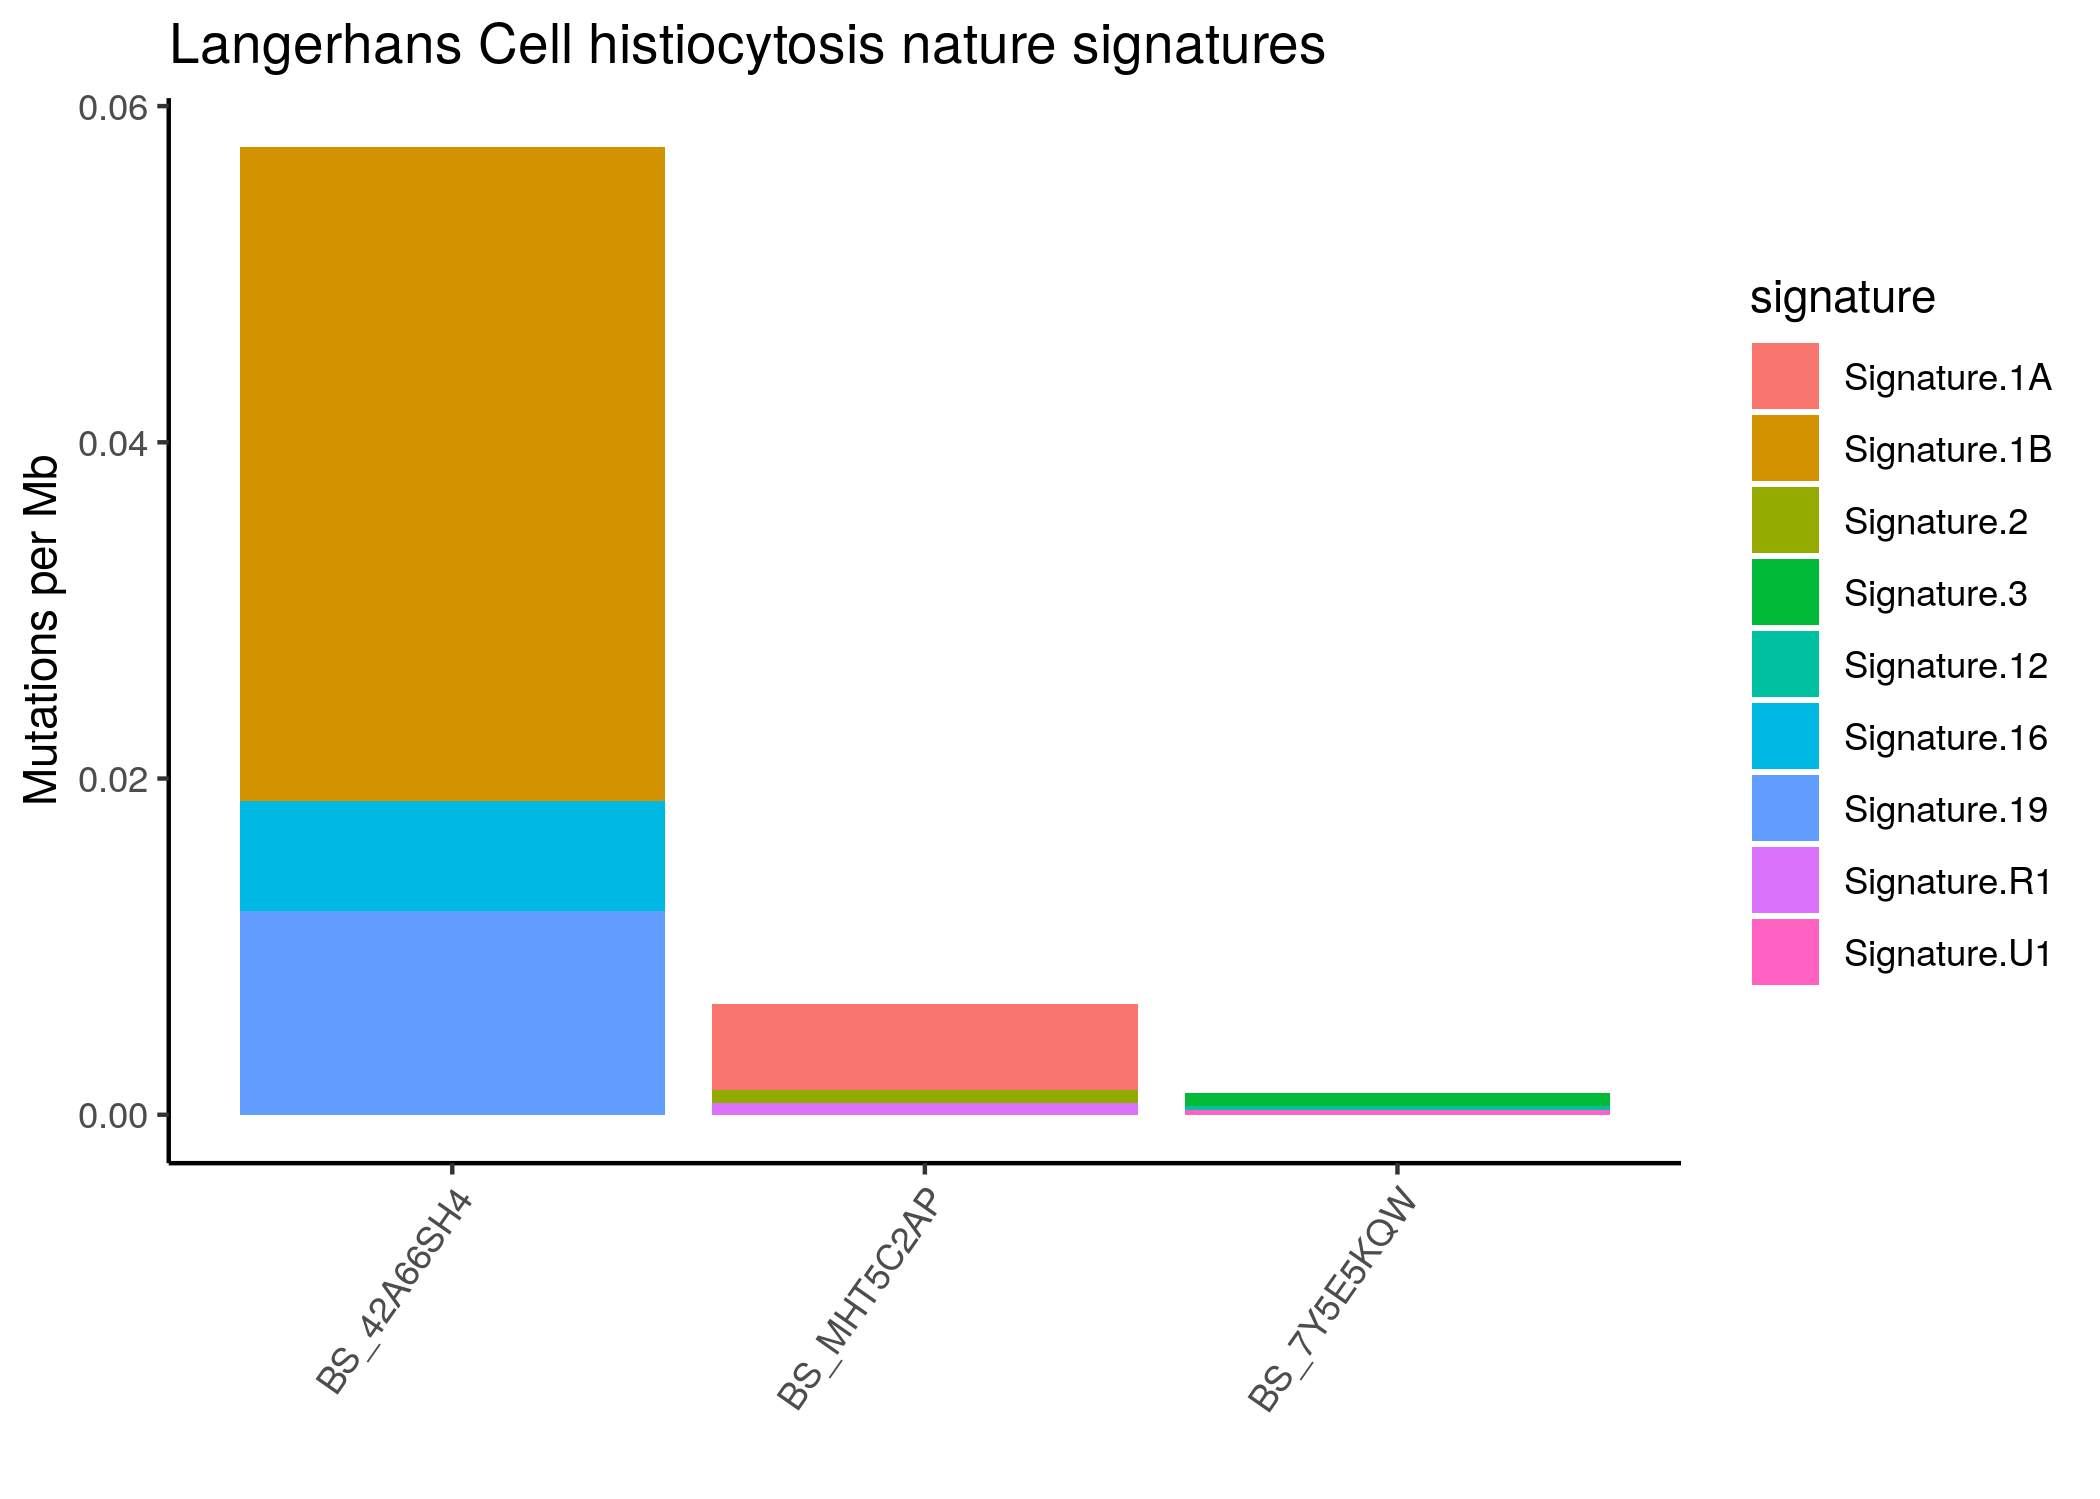 Langerhans Cell histiocytosis nature signatures
0.06
0.04
0.02
0.00
Mutations per Mb
BS_42A66SH4
BS_MHT5C2AP
BS_7Y5E5KQW
signature
Signature.1A
Signature.1B
Signature.2
Signature.3
Signature.12
Signature.16
Signature.19
Signature.R1
Signature.U1